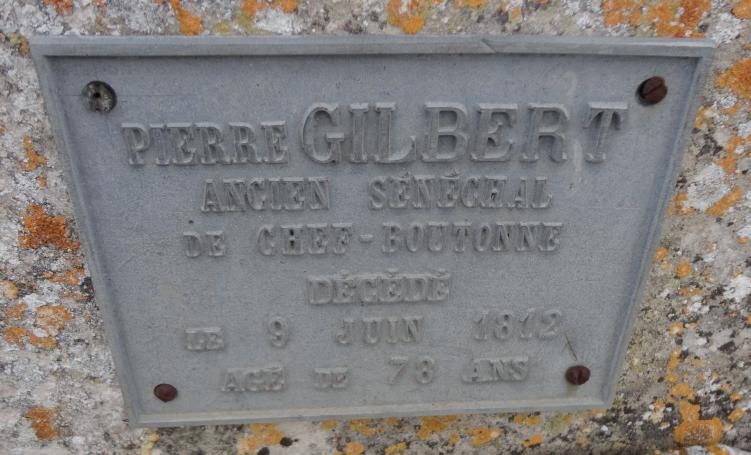 PIERRE GILBERT
ANCIEN SÉNÉCHAL
DE CHEF-BOUTONNE
DÉCÉDÉ
LE 9 JUIN 1812
AGÉ DE 78 ANS